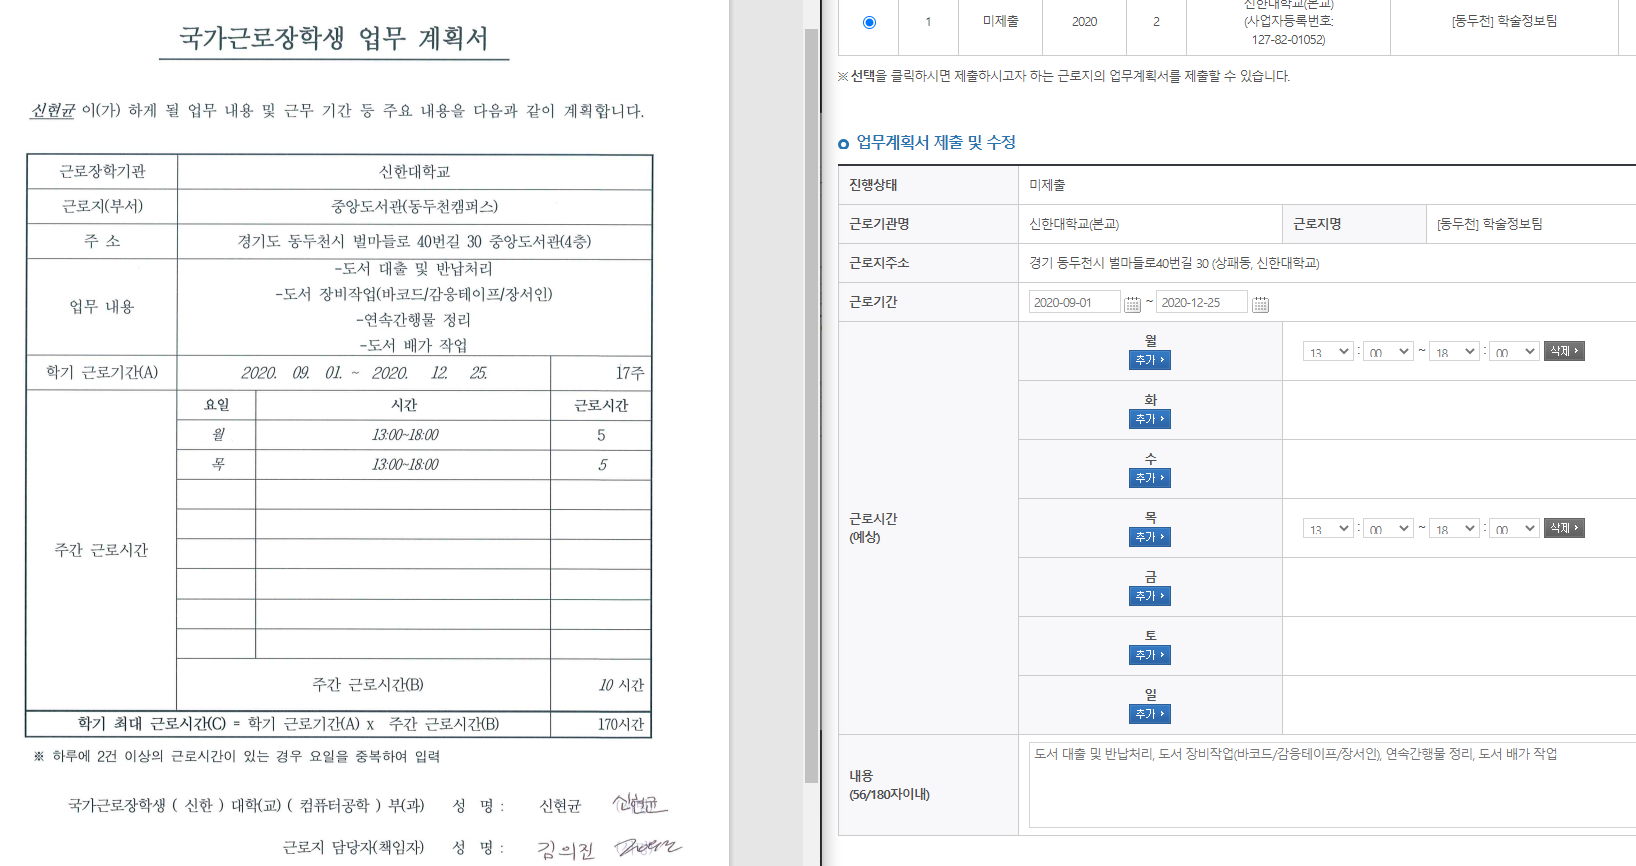 국가근로장학생 업무 계획서
신현균 이(가) 하게 될 업무 내용 및 근무 기간 등 주요 내용을 다음과 같이 계획합니다.
근로장학기관 신한대학교
근로지(부서) 중앙도서관(동두천캠퍼스)
주 소 경기도 동두천시 벌마들로 40번길 30 중앙도서관(4층)
업무 내용
-도서 대출 및 반납처리
-도서 장비작업(바코드/감응테이프/장서인)
-연속간행물 정리
-도서 배가 작업
학기 근로기간(A) 2020. 09. 01. ~ 2020. 12. 25. 17주
주간 근로시간
요일 시간 근로시간
월 13:00~18:00 5
목 13:00~18:00 5
주간 근로시간(B) 10 시간
학기 최대 근로시간(C) = 학기 근로기간(A) x 주간 근로시간(B) 170시간
※ 하루에 2건 이상의 근로시간이 있는 경우 요일을 중복하여 입력
국가근로장학생 ( 신한 ) 대학(교) ( 컴퓨터공학 ) 부(과) 성 명 : 신현균 신현균
근로지 담당자(책임자) 성 명 : 김의진
신한대학교(본교)
1 미제출 2020 2 (사업자등록번호: [동두천] 학술정보팀
127-82-01052)
※ 선택을 클릭하시면 제출하시고자 하는 근로지의 업무계획서를 제출할 수 있습니다.
업무계획서 제출 및 수정
진행상태 미제출
근로기관명 신한대학교(본교) 근로지명 [동두천] 학술정보팀
근로지주소 경기 동두천시 벌마들로40번길 30 (상패동, 신한대학교)
근로기간 2020-09-01 ~ 2020-12-25
근로시간
(예상)
월
추가 13 : 00 ~ 18 : 00 삭제
화
추가
수
추가
목
추가 13 : 00 ~ 18 : 00 삭제
금
추가
토
추가
일
추가
내용
(56/180자이내)
도서 대출 및 반납처리, 도서 장비작업(바코드/감응테이프/장서인), 연속간행물 정리, 도서 배가 작업